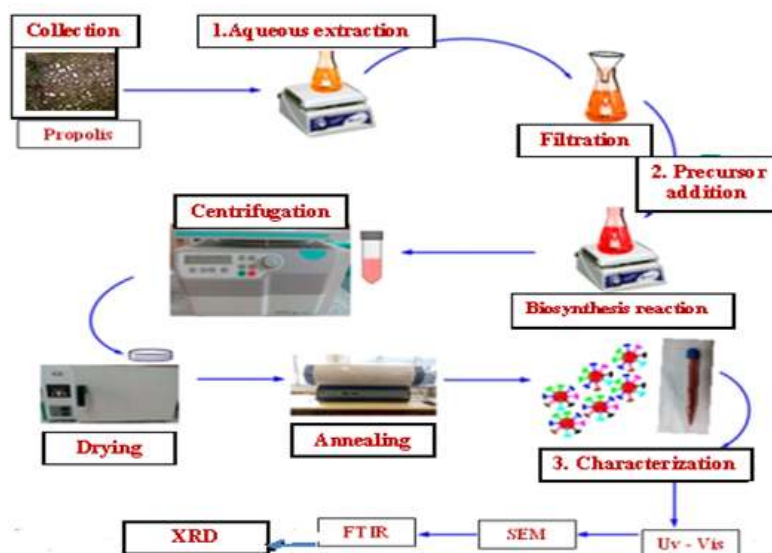 Collection
Propolis
1.Aqueous extraction
Filtration
2. Precursor
addition
Biosynthesis reaction
Centrifugation
Drying
Annealing
3. Characterization
Uv - Vis
SEM
FTIR
XRD